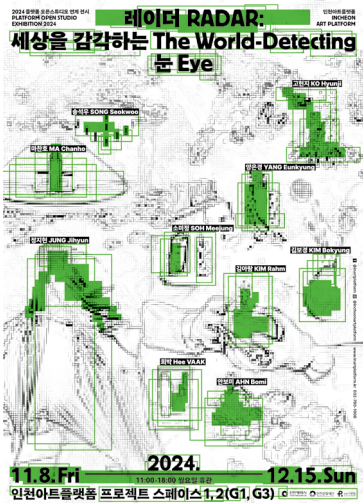 2024 플랫폼 오픈스튜디오 연계 전시
PLATFORM OPEN STUDIO
EXHIBITION 2024
인천아트플랫폼
INCHEON
ART PLATFORM
레이더 RADAR:
세상을 감각하는 The World-Detecting
눈 Eye
고현지 KO Hyunji
송석우 SONG Seokwoo
마찬호 MA Chanho
양은경 YANG Eunkyung
소미정 SOH Meejung
정지현 JUNG Jihyun
김보경 KIM Bokyung
김아람 KIM Rahm
희박 Hee VAAK
안보미 AHN Bomi
2024.
11.8.Fri
11:00-18:00 월요일 휴관
12.15.Sun
인천아트플랫폼 프로젝트 스페이스 1, 2(G1, G3)